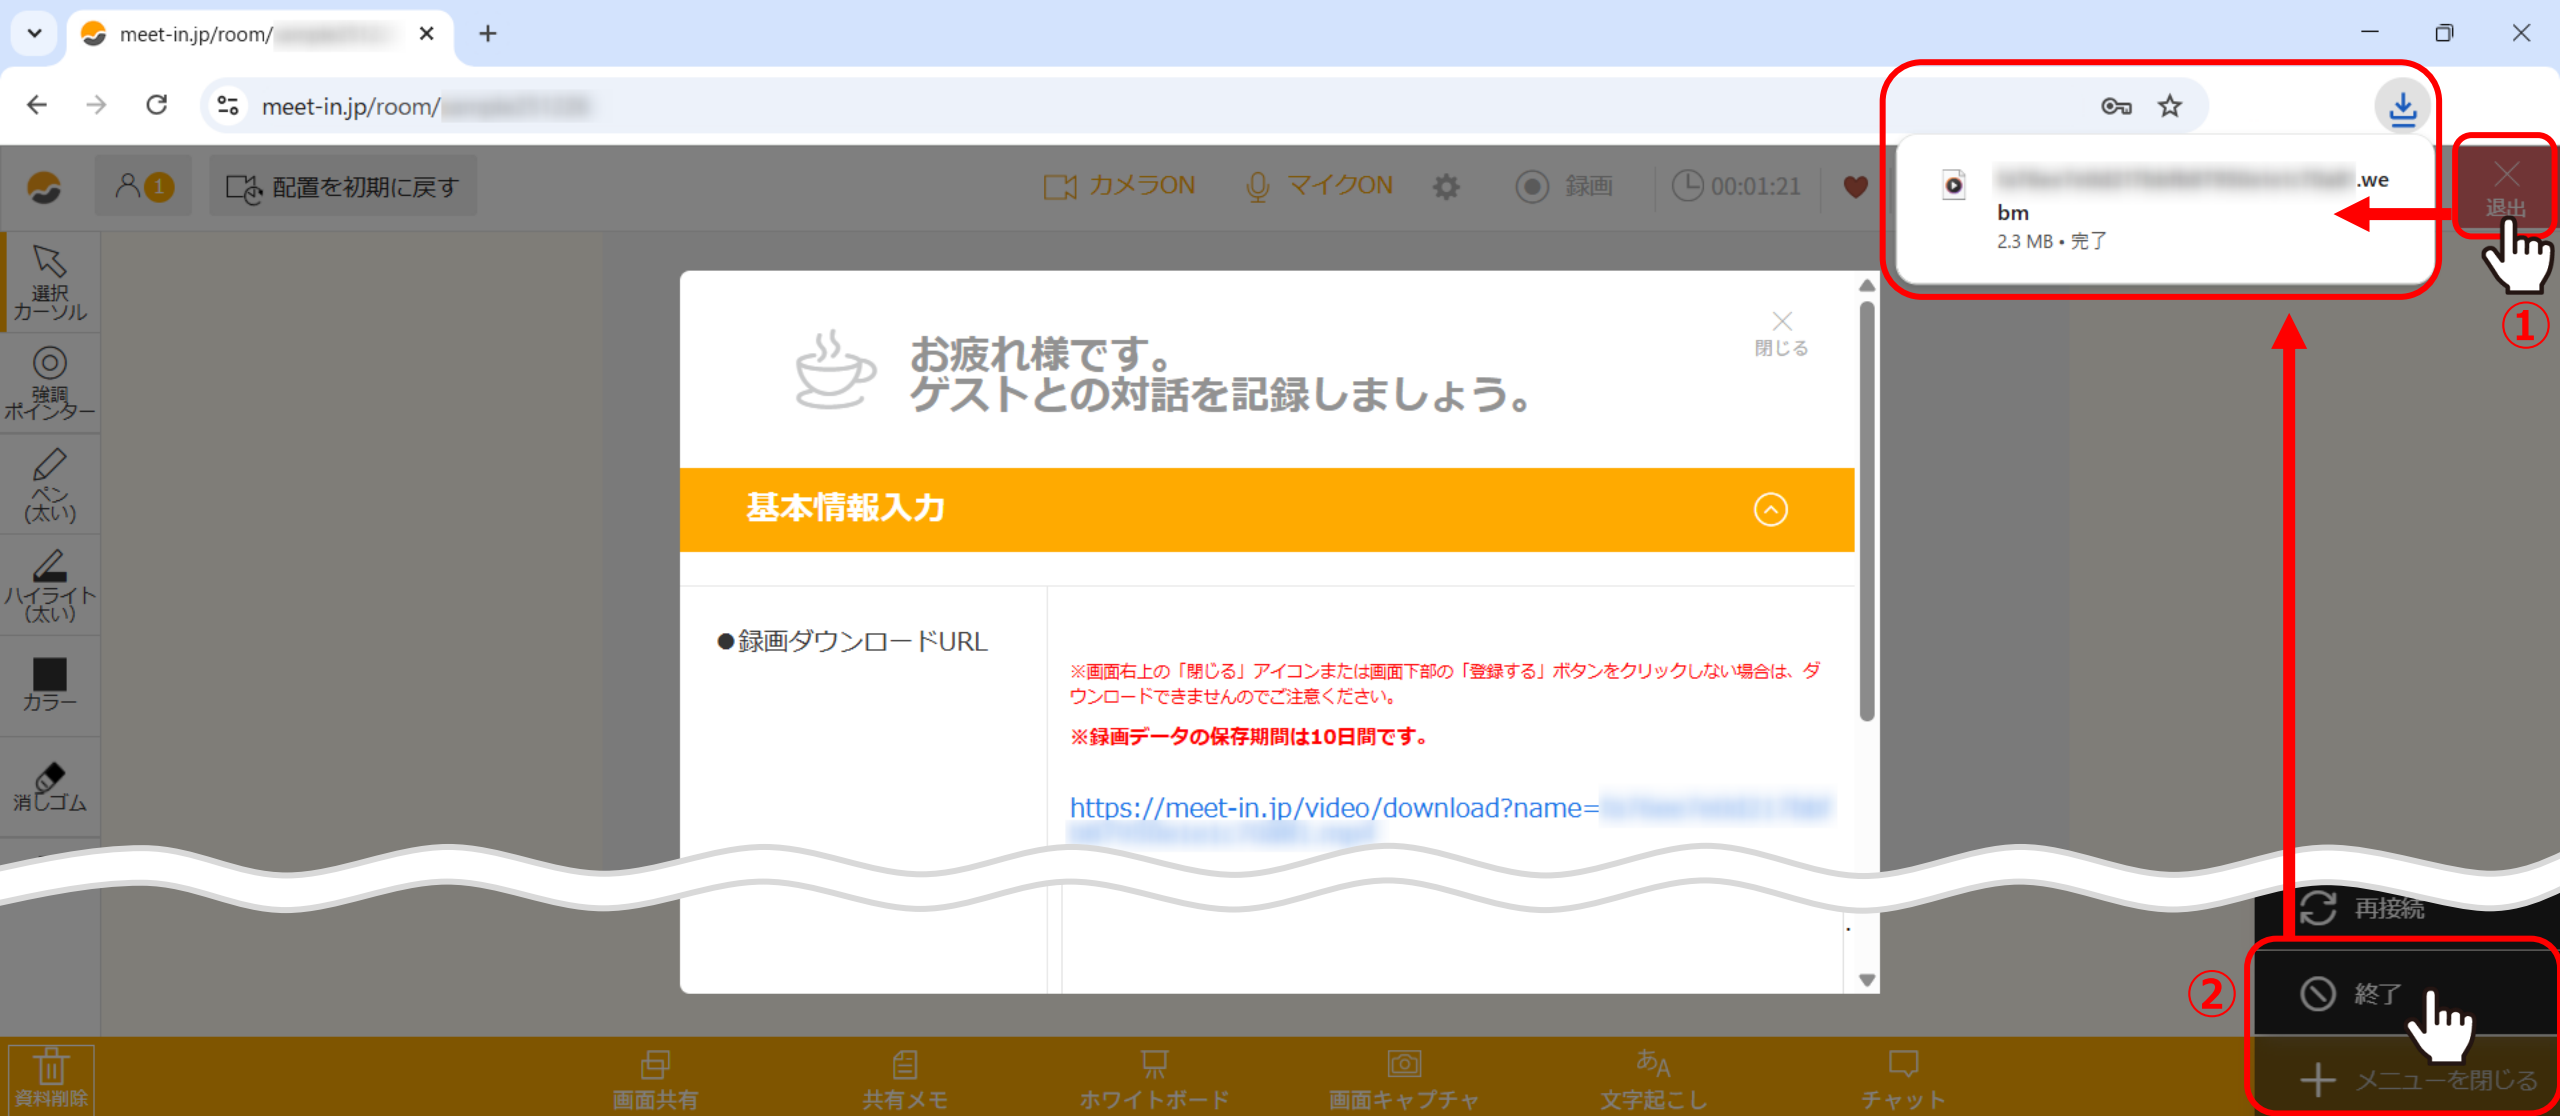 meet-in.jp/room/
meet-in.jp/room/
1
配置を初期に戻す
カメラON
マイクON
録画
00:01:21
.we
bm
2.3 MB • 完了
退出
①
選択
カーソル
強調
ポインター
ペン
(太い)
ハイライト
(太い)
カラー
消しゴム
お疲れ様です。
ゲストとの対話を記録しましょう。
閉じる
基本情報入力
●録画ダウンロードURL
※画面右上の「閉じる」アイコンまたは画面下部の「登録する」ボタンをクリックしない場合は、ダ
ウンロードできませんのでご注意ください。
※録画データの保存期間は10日間です。
https://meet-in.jp/video/download?name=
再接続
②
終了
メニューを閉じる
資料削除
画面共有
共有メモ
ホワイトボード
画面キャプチャ
あA
文字起こし
チャット